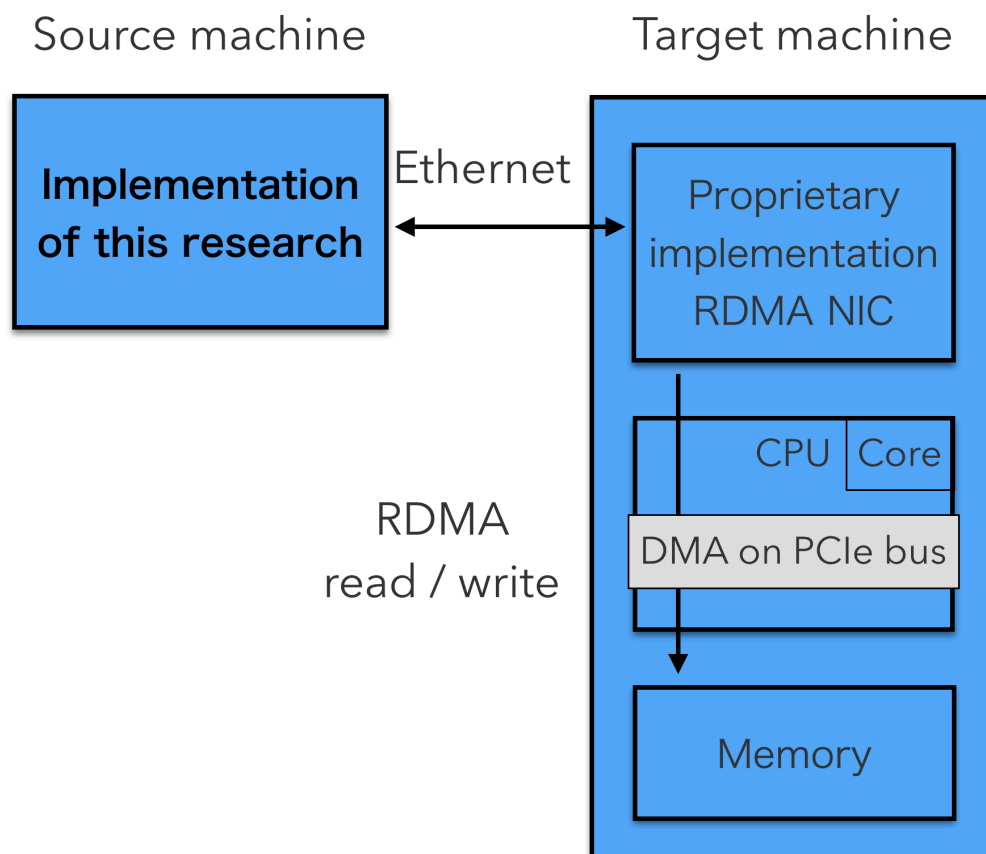 Source machine
Target machine
Implementation
of this research
Ethernet
Proprietary
implementation
RDMA NIC
CPU
Core
RDMA
read / write
DMA on PCIe bus
Memory